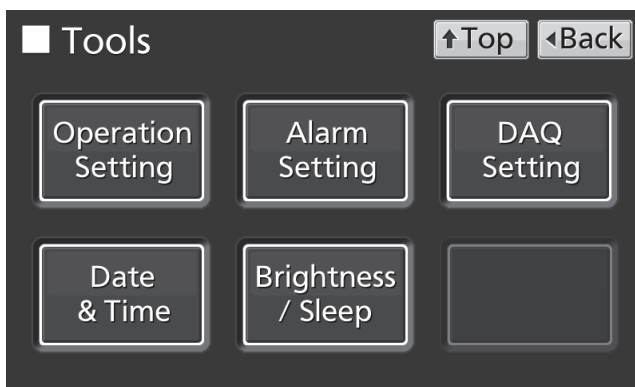 Tools
Top
Back
Operation
Setting
Alarm
Setting
DAQ
Setting
Date
& Time
Brightness
/ Sleep